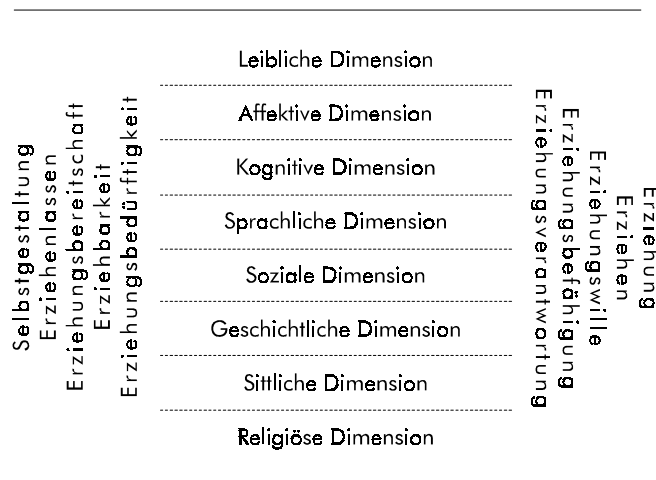 Selbstgestaltung
Erziehenlassen
Erziehungsbereitschaft
Erziehbarkeit
Erziehungsbedürftigkeit
Leibliche Dimension
Affektive Dimension
Kognitive Dimension
Sprachliche Dimension
Soziale Dimension
Geschichtliche Dimension
Sittliche Dimension
Religiöse Dimension
Erziehungsverantwortung
Erziehungsbefähigung
Erziehungswille
Erziehen
Erziehung